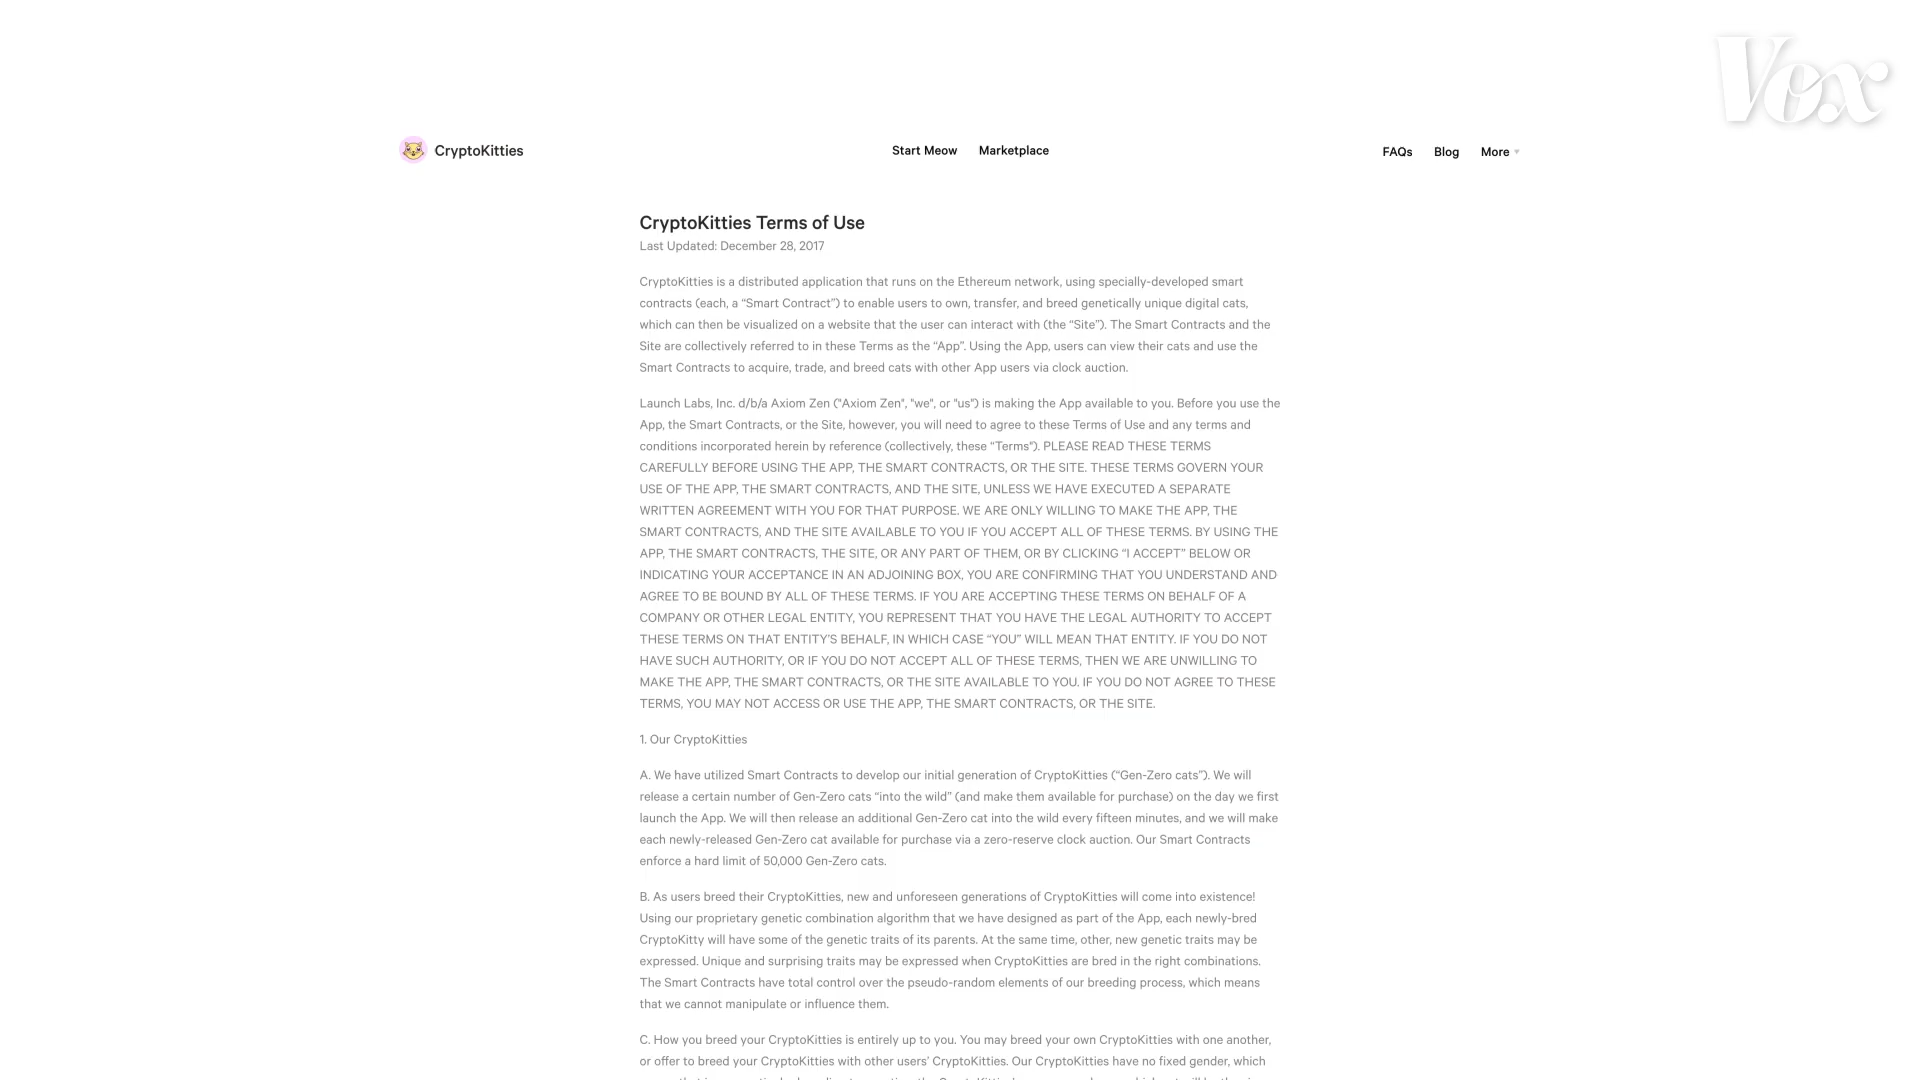 Vox
CryptoKitties
Start Meow
Marketplace
FAQs
Blog
More
CryptoKitties Terms of Use
Last Updated: December 28, 2017
CryptoKitties is a distributed application that runs on the Ethereum network, using specially-developed smart
contracts (each, a “Smart Contract”) to enable users to own, transfer, and breed genetically unique digital cats,
which can then be visualized on a website that the user can interact with (the “Site”). The Smart Contracts and the
Site are collectively referred to in these Terms as the “App”. Using the App, users can view their cats and use the
Smart Contracts to acquire, trade, and breed cats with other App users via clock auction.
Launch Labs, Inc. d/b/a Axiom Zen ("Axiom Zen", "we", or "us") is making the App available to you. Before you use the
App, the Smart Contracts, or the Site, however, you will need to agree to these Terms of Use and any terms and
conditions incorporated herein by reference (collectively, these “Terms"). PLEASE READ THESE TERMS
CAREFULLY BEFORE USING THE APP, THE SMART CONTRACTS, OR THE SITE. THESE TERMS GOVERN YOUR
USE OF THE APP, THE SMART CONTRACTS, AND THE SITE, UNLESS WE HAVE EXECUTED A SEPARATE
WRITTEN AGREEMENT WITH YOU FOR THAT PURPOSE. WE ARE ONLY WILLING TO MAKE THE APP, THE
SMART CONTRACTS, AND THE SITE AVAILABLE TO YOU IF YOU ACCEPT ALL OF THESE TERMS. BY USING THE
APP, THE SMART CONTRACTS, THE SITE, OR ANY PART OF THEM, OR BY CLICKING “I ACCEPT” BELOW OR
INDICATING YOUR ACCEPTANCE IN AN ADJOINING BOX, YOU ARE CONFIRMING THAT YOU UNDERSTAND AND
AGREE TO BE BOUND BY ALL OF THESE TERMS. IF YOU ARE ACCEPTING THESE TERMS ON BEHALF OF A
COMPANY OR OTHER LEGAL ENTITY, YOU REPRESENT THAT YOU HAVE THE LEGAL AUTHORITY TO ACCEPT
THESE TERMS ON THAT ENTITY’S BEHALF, IN WHICH CASE “YOU” WILL MEAN THAT ENTITY. IF YOU DO NOT
HAVE SUCH AUTHORITY, OR IF YOU DO NOT ACCEPT ALL OF THESE TERMS, THEN WE ARE UNWILLING TO
MAKE THE APP, THE SMART CONTRACTS, OR THE SITE AVAILABLE TO YOU. IF YOU DO NOT AGREE TO THESE
TERMS, YOU MAY NOT ACCESS OR USE THE APP, THE SMART CONTRACTS, OR THE SITE.
1. Our CryptoKitties
A. We have utilized Smart Contracts to develop our initial generation of CryptoKitties (“Gen-Zero cats”). We will
release a certain number of Gen-Zero cats “into the wild” (and make them available for purchase) on the day we first
launch the App. We will then release an additional Gen-Zero cat into the wild every fifteen minutes, and we will make
each newly-released Gen-Zero cat available for purchase via a zero-reserve clock auction. Our Smart Contracts
enforce a hard limit of 50,000 Gen-Zero cats.
B. As users breed their CryptoKitties, new and unforeseen generations of CryptoKitties will come into existence!
Using our proprietary genetic combination algorithm that we have designed as part of the App, each newly-bred
CryptoKitty will have some of the genetic traits of its parents. At the same time, other, new genetic traits may be
expressed. Unique and surprising traits may be expressed when CryptoKitties are bred in the right combinations.
The Smart Contracts have total control over the pseudo-random elements of our breeding process, which means
that we cannot manipulate or influence them.
C. How you breed your CryptoKitties is entirely up to you. You may breed your own CryptoKitties with one another,
or offer to breed your CryptoKitties with other users’ CryptoKitties. Our CryptoKitties have no fixed gender, which